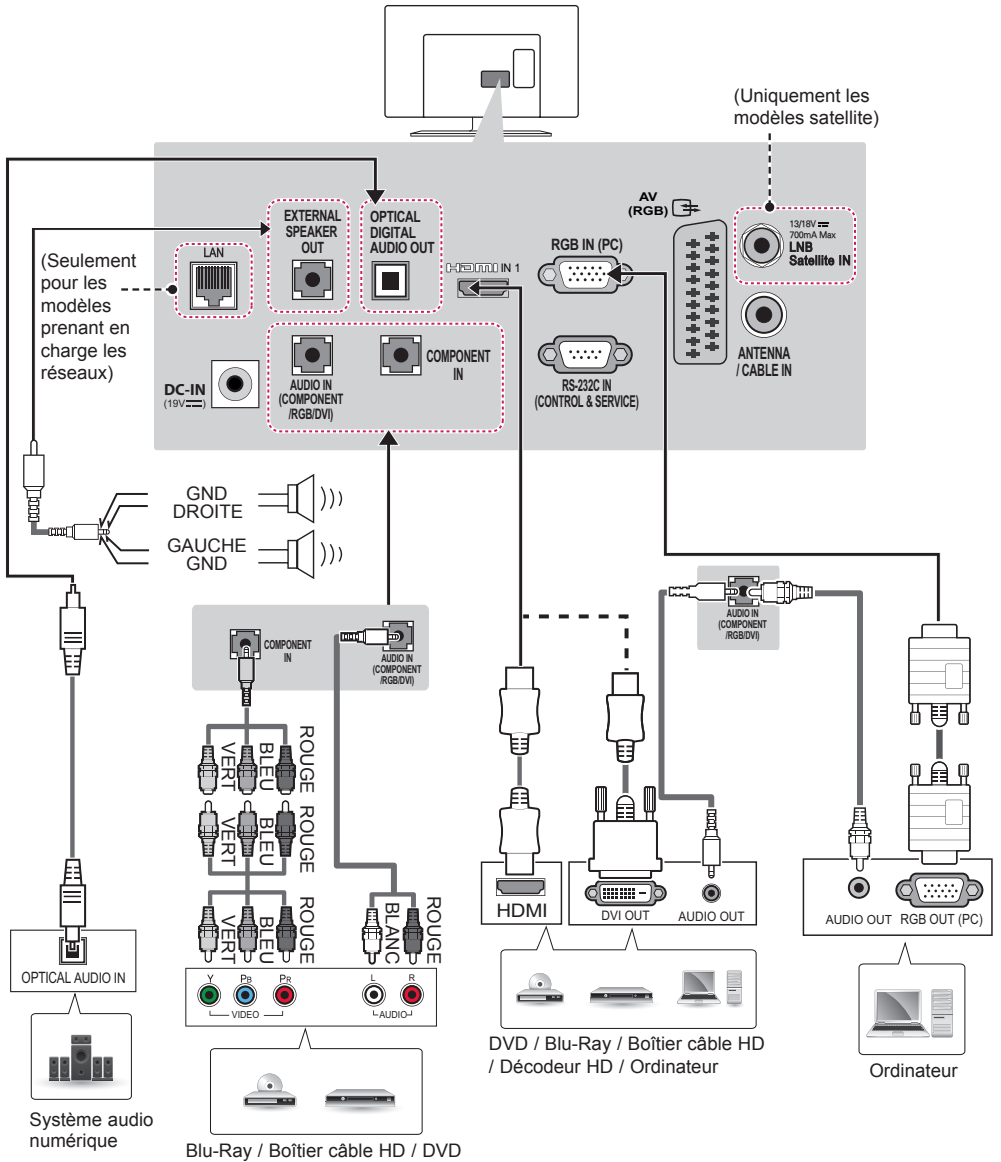 (Uniquement les
modèles satellite)
AV
(RGB)
13/18V
700mA Max
LNB
Satellite IN
EXTERNAL
SPEAKER
OUT
OPTICAL
DIGITAL
AUDIO OUT
RGB IN (PC)
LAN
HDMI IN 1
(Seulement
pour les
modèles
prenant en
charge les
réseaux)
COMPONENT
IN
ANTENNA
/ CABLE IN
DC-IN
(19V)
AUDIO IN
(COMPONENT
/RGB/DVI)
RS-232C IN
(CONTROL & SERVICE)
GND
DROITE
GAUCHE
GND
COMPONENT
IN
AUDIO IN
(COMPONENT
/RGB/DVI)
AUDIO IN
(COMPONENT
/RGB/DVI)
VERT
BLEU
ROUGE
VERT
BLEU
ROUGE
VERT
BLEU
ROUGE
BLANC
ROUGE
HDMI
DVI OUT
AUDIO OUT
AUDIO OUT
RGB OUT (PC)
OPTICAL AUDIO IN
Y
PB
PR
L
R
VIDEO
AUDIO
DVD / Blu-Ray / Boîtier câble HD
/ Décodeur HD / Ordinateur
Ordinateur
Système audio
numérique
Blu-Ray / Boîtier câble HD / DVD